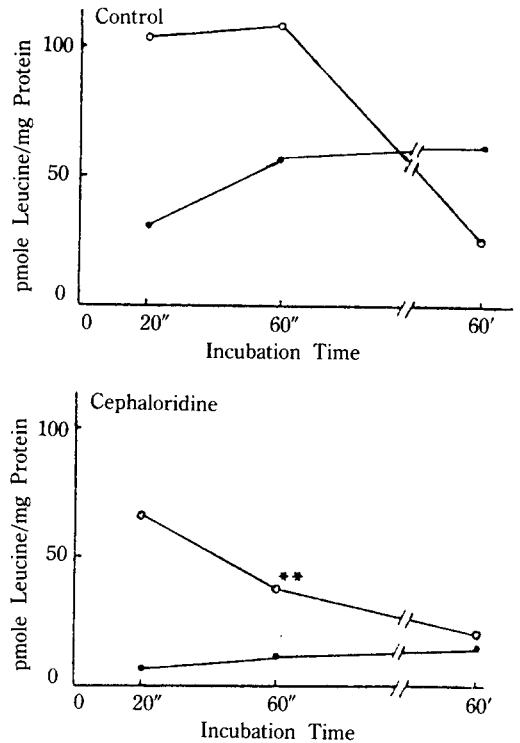 Control
100
50
0
pmole Leucine/mg Protein
0 20″ 60″ 60′
Incubation Time
Cephaloridine
100
50
0
pmole Leucine/mg Protein
**
0 20″ 60″ 60′
Incubation Time